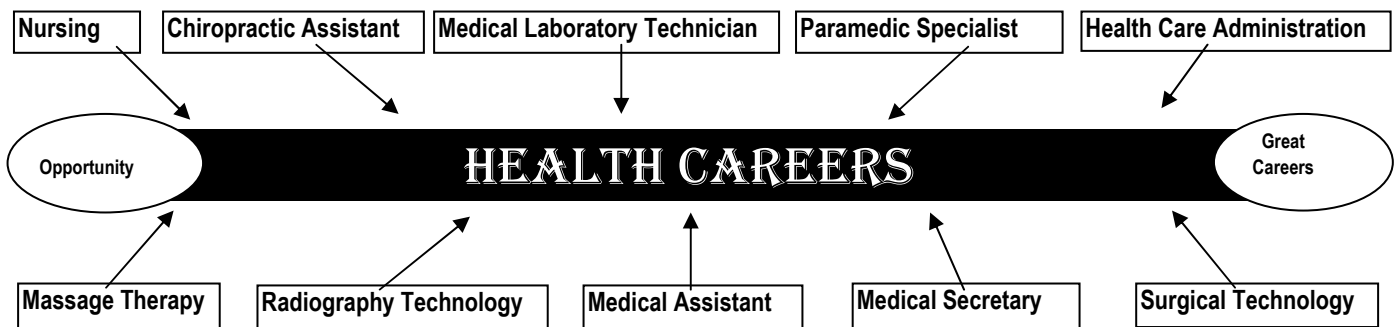 Nursing
Chiropractic Assistant
Medical Laboratory Technician
Paramedic Specialist
Health Care Administration
Opportunity
HEALTH CAREERS
Great
Careers
Massage Therapy
Radiography Technology
Medical Assistant
Medical Secretary
Surgical Technology